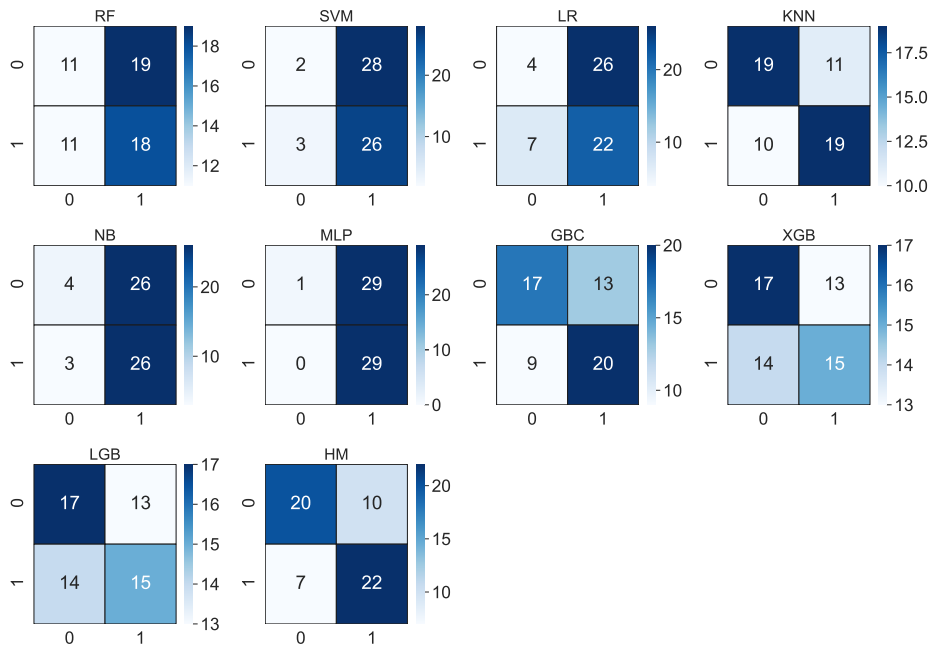 RF SVM LR KNN
0 11 19 18 0 2 28 20 0 4 26 20 0 19 11 17.5
16 15.0
1 11 18 14 1 3 26 10 1 7 22 10 1 10 19 12.5
12 10.0
0 1 0 1 0 1 0 1
NB MLP GBC XGB
0 4 26 20 0 1 29 20 0 17 13 20 0 17 13 17
16
15 15
1 3 26 10 1 0 29 10 1 9 20 10 1 14 15 14
0 13
0 1 0 1 0 1 0 1
LGB HM
0 17 13 17 0 20 10 20
16
15 15
1 14 15 14 1 7 22 10
13
0 1 0 1